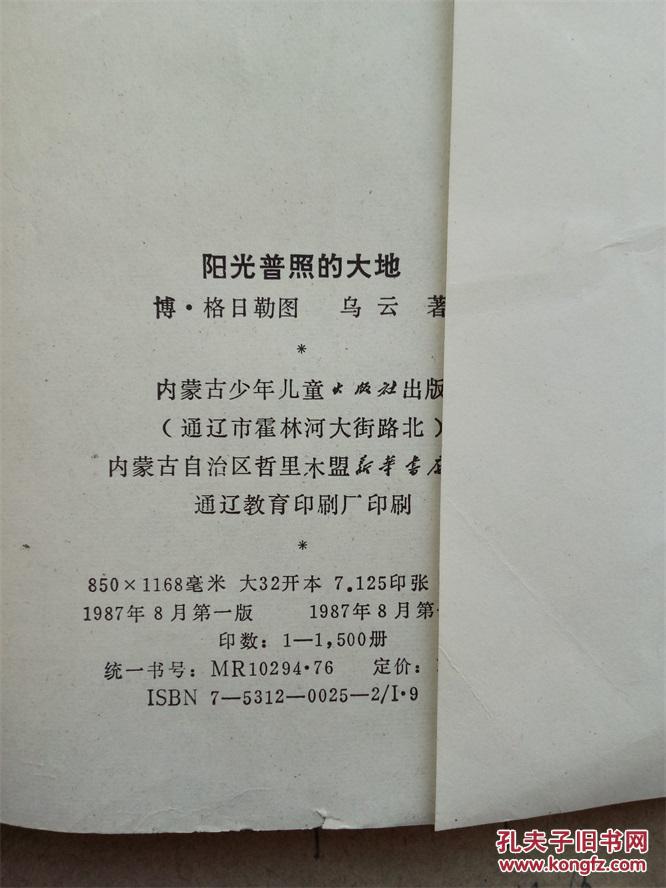 阳光普照的大地
博·格日勒图 乌云 著
*
内蒙古少年儿童出版社出版
（通辽市霍林河大街路北）
内蒙古自治区哲里木盟新华书店
通辽教育印刷厂印刷
*
850×1168毫米 大32开本 7.125印张
1987年8月第一版 1987年8月第
印数：1—1,500册
统一书号：MR10294·76 定价：
ISBN 7—5312—0025—2/I·9
孔夫子旧书网
www.kongfz.com